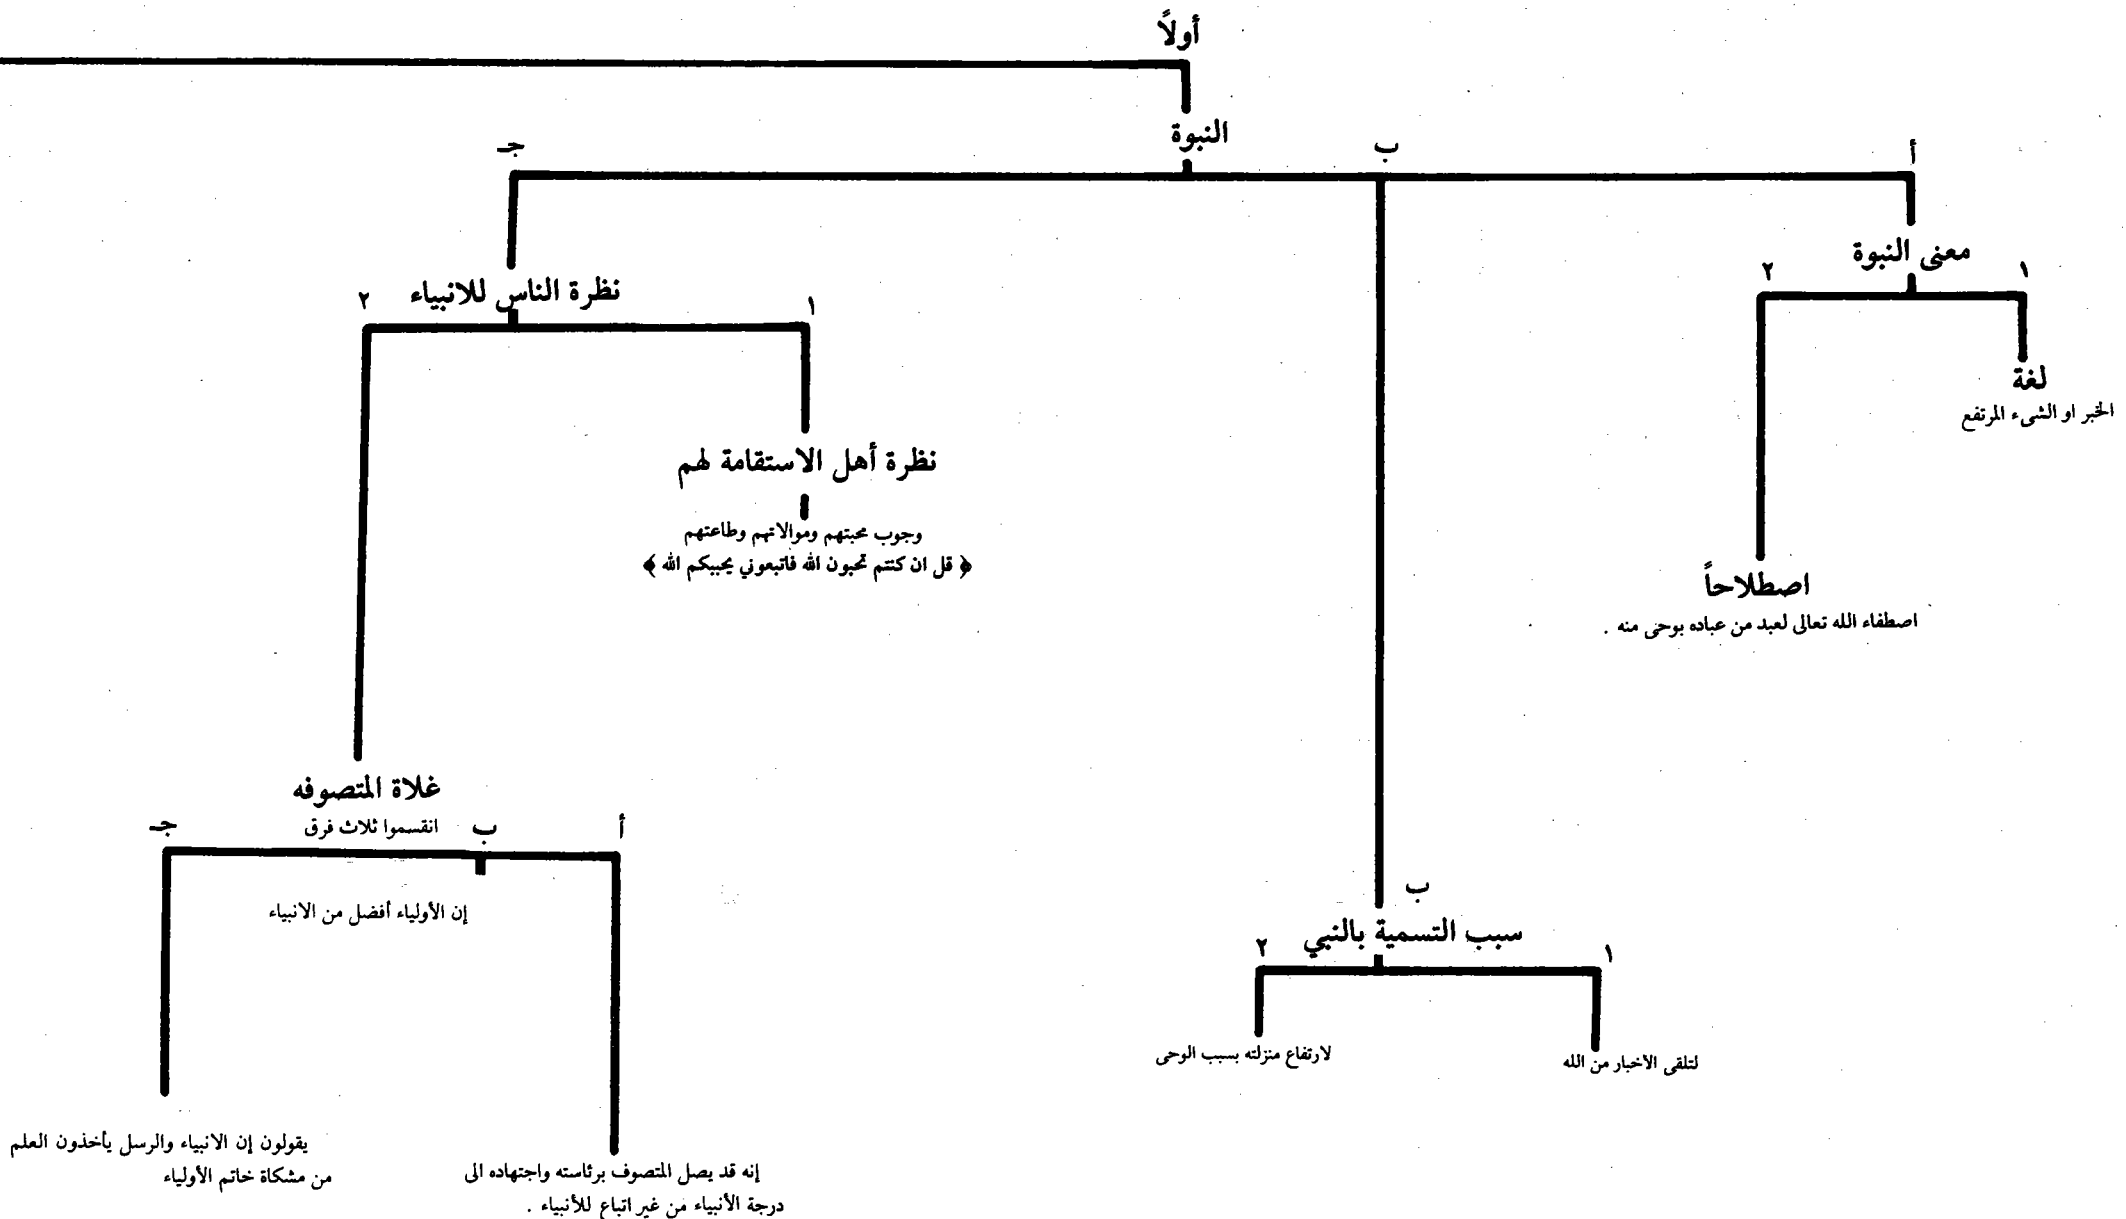 أولاً
النبوة
أ
ب
جـ
معنى النبوة
١
٢
لغة
الخبر او الشىء المرتفع
اصطلاحاً
اصطفاء الله تعالى لعبد من عباده بوحى منه .
ب
سبب التسمية بالنبي
١
٢
لتلقى الاخبار من الله
لارتفاع منزلته بسبب الوحى
نظرة الناس للانبياء
١
٢
نظرة أهل الاستقامة لهم
وجوب محبتهم وموالاتهم وطاعتهم
﴿ قل ان كنتم تحبون الله فاتبعوني يحببكم الله ﴾
غلاة المتصوفه
انقسموا ثلاث فرق
أ
ب
جـ
إنه قد يصل المتصوف برئاسته واجتهاده الى
درجة الأنبياء من غير اتباع للأنبياء .
إن الأولياء أفضل من الانبياء
يقولون إن الانبياء والرسل يأخذون العلم
من مشكاة خاتم الأولياء